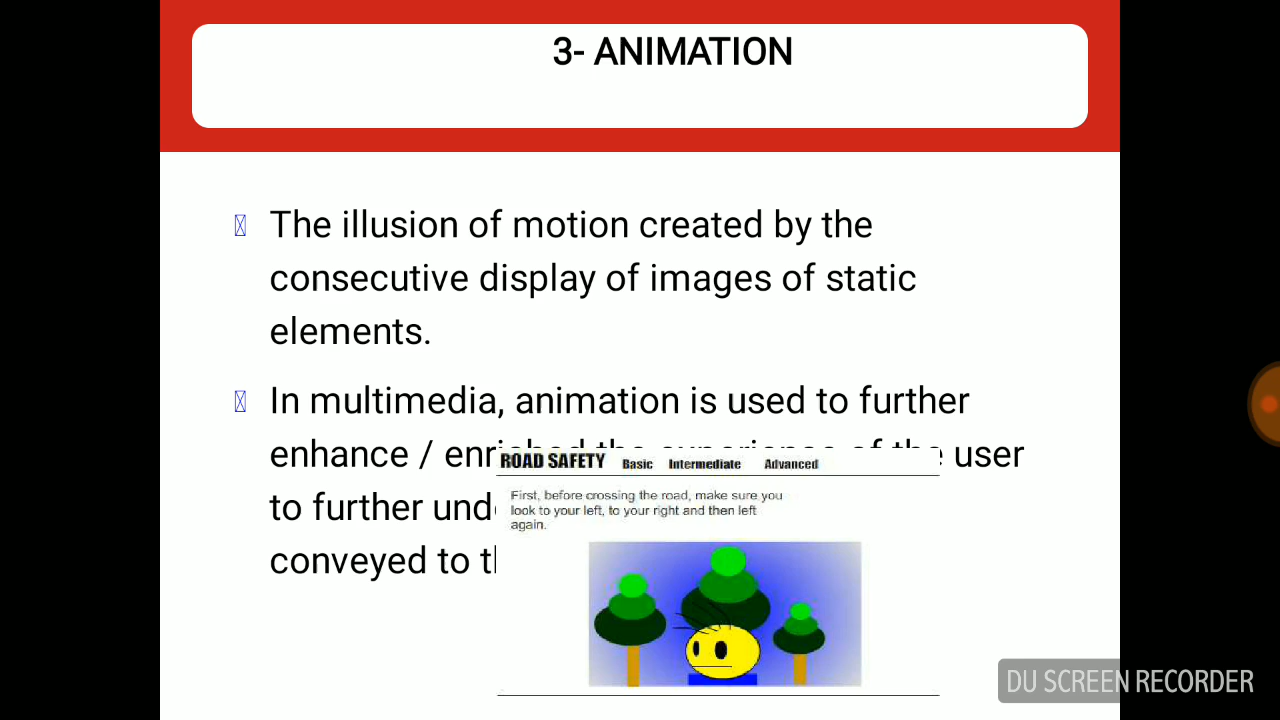 3- ANIMATION
The illusion of motion created by the
consecutive display of images of static
elements.
In multimedia, animation is used to further
enhance / enriched the experience of the user
to further
conveyed to
ROAD SAFETY Basic Intermediate Advanced
First, before crossing the road, make sure you
look to your left, to your right and then left
again.
DU SCREEN RECORDER